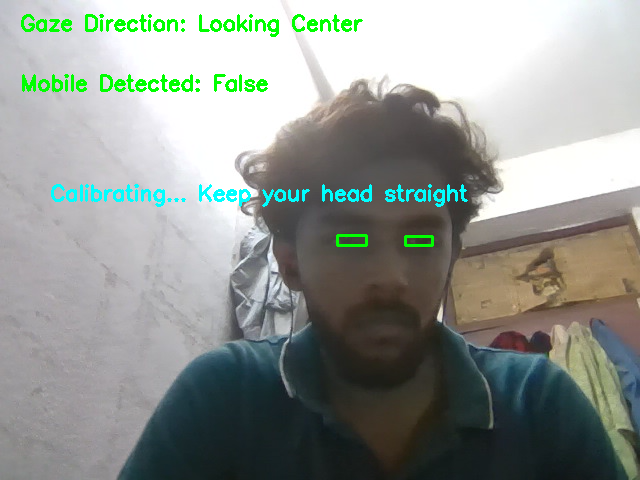 Gaze Direction: Looking Center
Mobile Detected: False
Calibrating... Keep your head straight